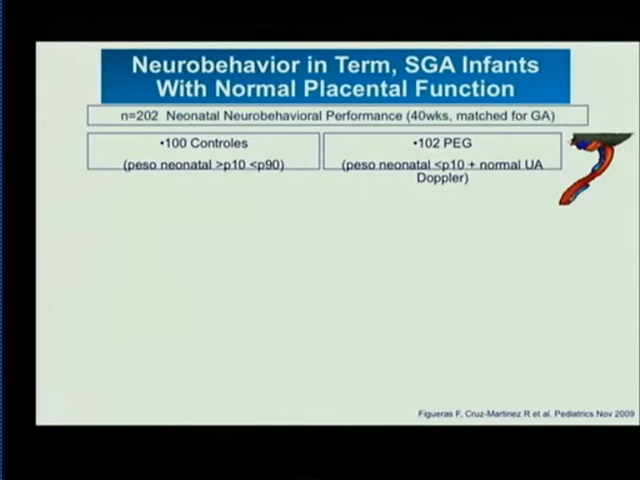 Neurobehavior in Term, SGA Infants
With Normal Placental Function
n=202 Neonatal Neurobehavioral Performance (40wks, matched for GA)
•100 Controles
(peso neonatal >p10 <p90)
•102 PEG
(peso neonatal <p10 + normal UA
Doppler)
Figueras F, Cruz-Martinez R et al. Pediatrics Nov 2009